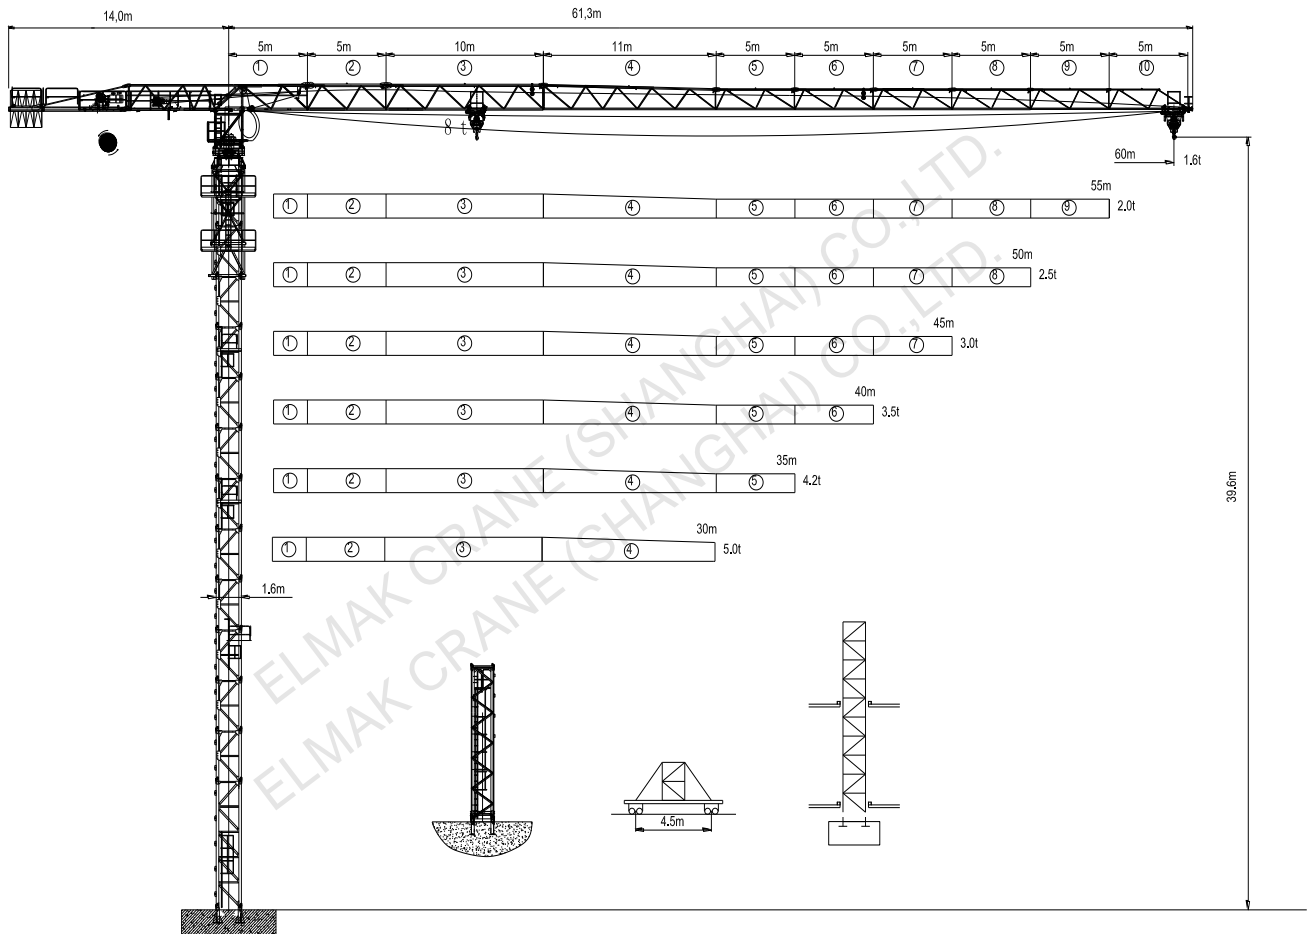 14,0m 61,3m
5m 5m 10m 11m 5m 5m 5m 5m 5m 5m
1 2 3 4 5 6 7 8 9 10
8 t
60m 1.6t
55m
1 2 3 4 5 6 7 8 9 2.0t
50m
1 2 3 4 5 6 7 8 2.5t
45m
1 2 3 4 5 6 7 3.0t
40m
1 2 3 4 5 6 3.5t
35m
1 2 3 4 5 4.2t
30m
1 2 3 4 5.0t
39.6m
1.6m
4.5m
ELMAK CRANE (SHANGHAI) CO.,LTD.
ELMAK CRANE (SHANGHAI) CO.,LTD.